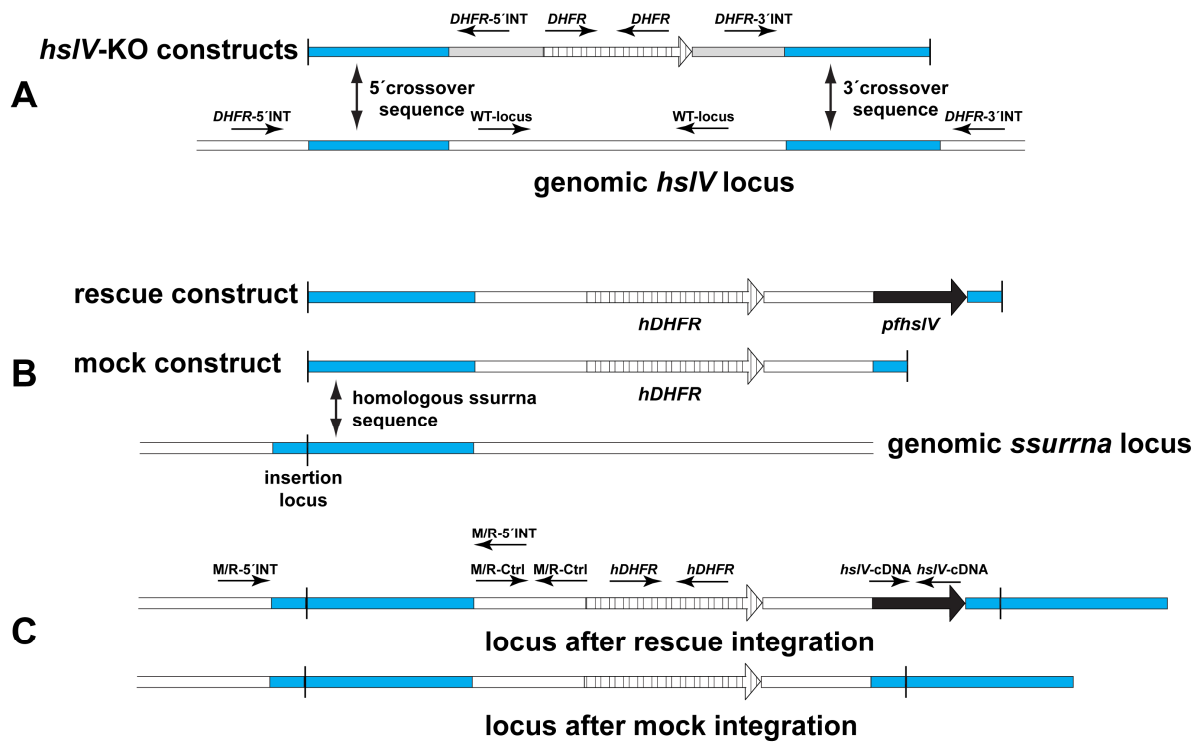 DHFR-5´INT DHFR DHFR DHFR-3´INT
hslV-KO constructs
A
5´crossover
sequence
3´crossover
sequence
DHFR-5´INT WT-locus WT-locus DHFR-3´INT
genomic hslV locus
rescue construct
hDHFR pfhslV
B
mock construct
hDHFR
homologous ssurrna
sequence
genomic ssurrna locus
insertion
locus
M/R-5´INT
M/R-5´INT M/R-Ctrl M/R-Ctrl hDHFR hDHFR hslV-cDNA hslV-cDNA
C
locus after rescue integration
locus after mock integration